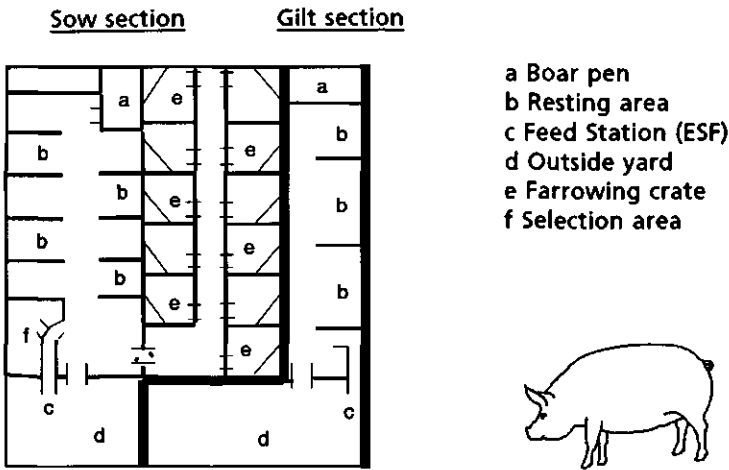 Sow section Gilt section
a e a
b e b
b e b
b e
b e b
f e e
c c
d d
a Boar pen
b Resting area
c Feed Station (ESF)
d Outside yard
e Farrowing crate
f Selection area